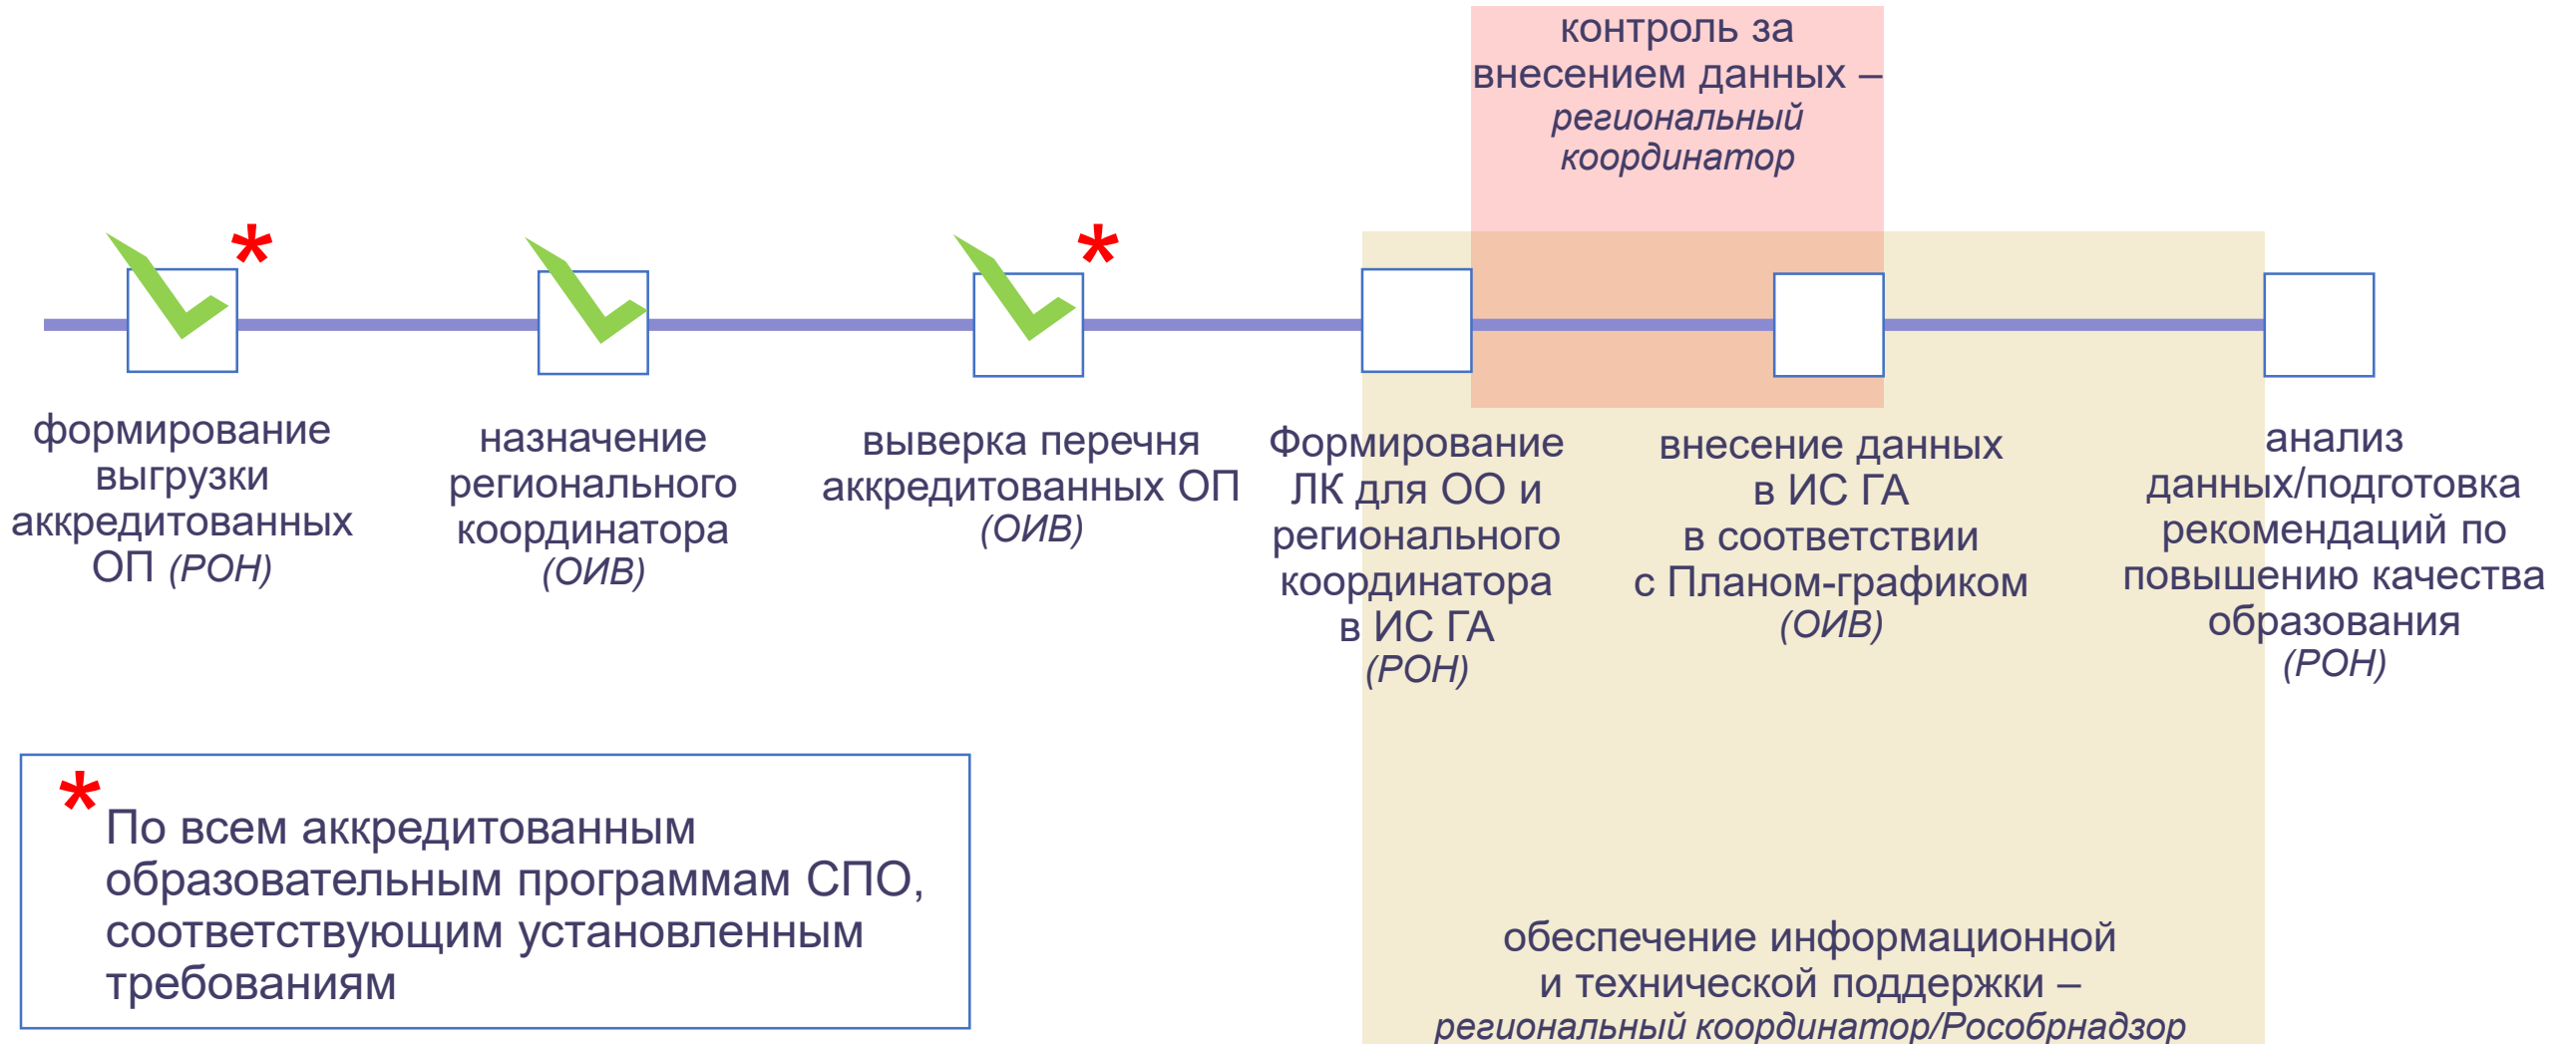 контроль за
внесением данных –
региональный
координатор
*
*
формирование
выгрузки
аккредитованных
ОП (РОН)
назначение
регионального
координатора
(ОИВ)
выверка перечня
аккредитованных ОП
(ОИВ)
Формирование
ЛК для ОО и
регионального
координатора
в ИС ГА
(РОН)
внесение данных
в ИС ГА
в соответствии
с Планом-графиком
(ОИВ)
анализ
данных/подготовка
рекомендаций по
повышению качества
образования
(РОН)
*
По всем аккредитованным
образовательным программам СПО,
соответствующим установленным
требованиям
обеспечение информационной
и технической поддержки –
региональный координатор/Рособрнадзор